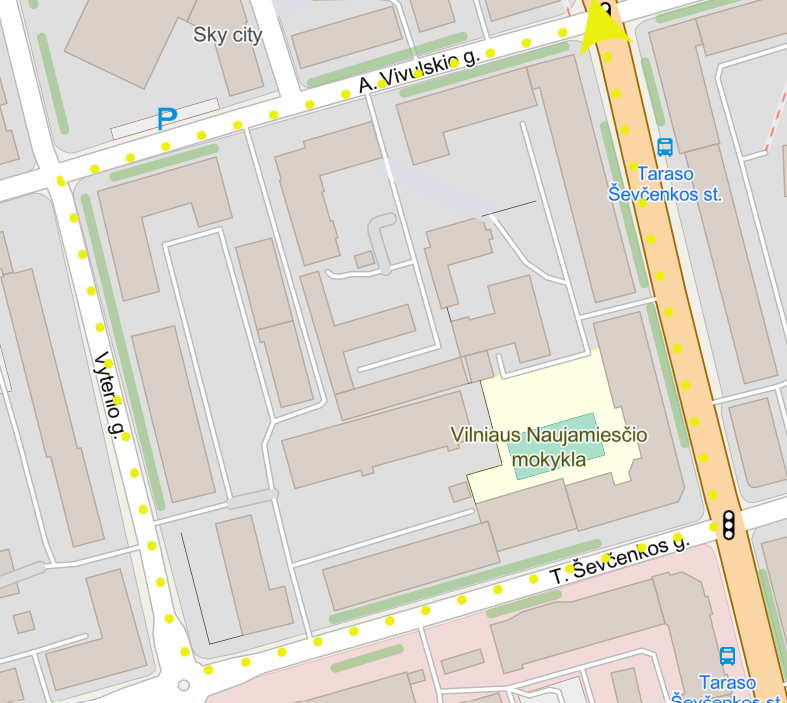 Sky city
A. Vivulskio g.
P
Taraso
Ševčenkos st.
Vytenio g.
Vilniaus Naujamiesčio
mokykla
T. Ševčenkos g.
Taraso
Ševčenkos st.